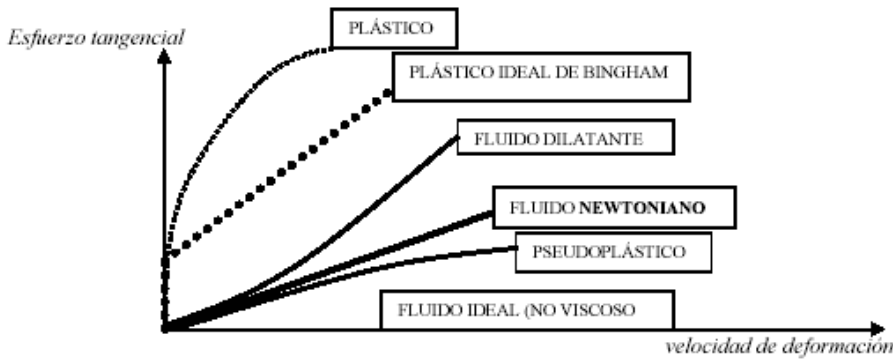 PLÁSTICO
Esfuerzo tangencial
PLÁSTICO IDEAL DE BINGHAM
FLUIDO DILATANTE
FLUIDO NEWTONIANO
PSEUDOPLÁSTICO
FLUIDO IDEAL (NO VISCOSO
velocidad de deformación